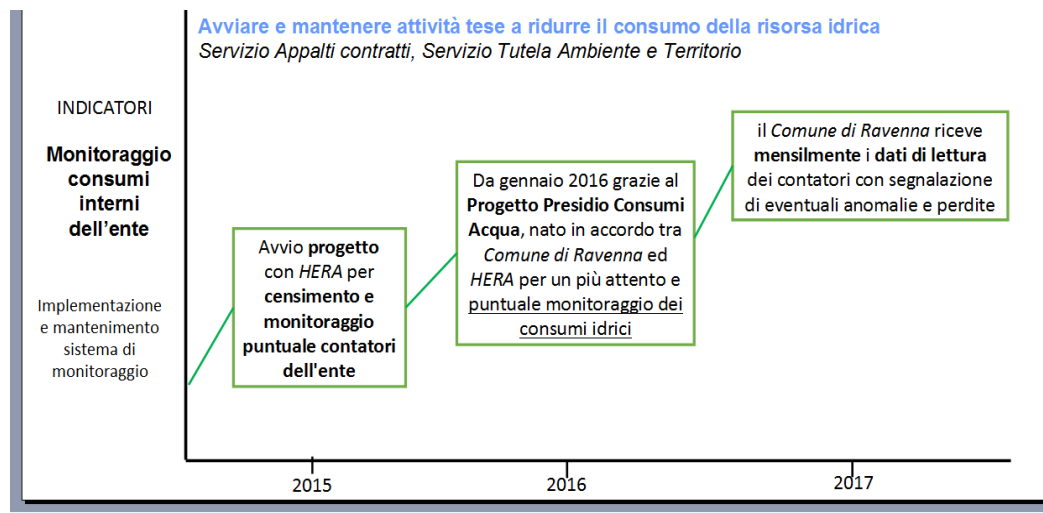 Avviare e mantenere attività tese a ridurre il consumo della risorsa idrica
Servizio Appalti contratti, Servizio Tutela Ambiente e Territorio
INDICATORI
Monitoraggio
consumi
interni
dell'ente
Implementazione
e mantenimento
sistema di
monitoraggio
Avvio progetto
con HERA per
censimento e
monitoraggio
puntuale contatori
dell'ente
Da gennaio 2016 grazie al
Progetto Presidio Consumi
Acqua, nato in accordo tra
Comune di Ravenna ed
HERA per un più attento e
puntuale monitoraggio dei
consumi idrici
il Comune di Ravenna riceve
mensilmente i dati di lettura
dei contatori con segnalazione
di eventuali anomalie e perdite
2015
2016
2017